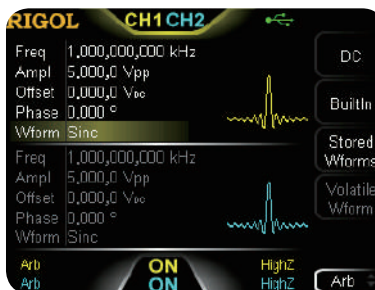 RIGOL CH1 CH2
Freq 1.000,000,000 kHz
Ampl 5.000,0 Vpp
Offset 0.000,0 VDC
Phase 0.000 °
Wform Sinc
Freq 1.000,000,000 kHz
Ampl 5.000,0 Vpp
Offset 0.000,0 VDC
Phase 0.000 °
Wform Sinc
DC
BuiltIn
Stored Wforms
Volatile Wform
Arb ON HighZ
Arb ON HighZ
Arb